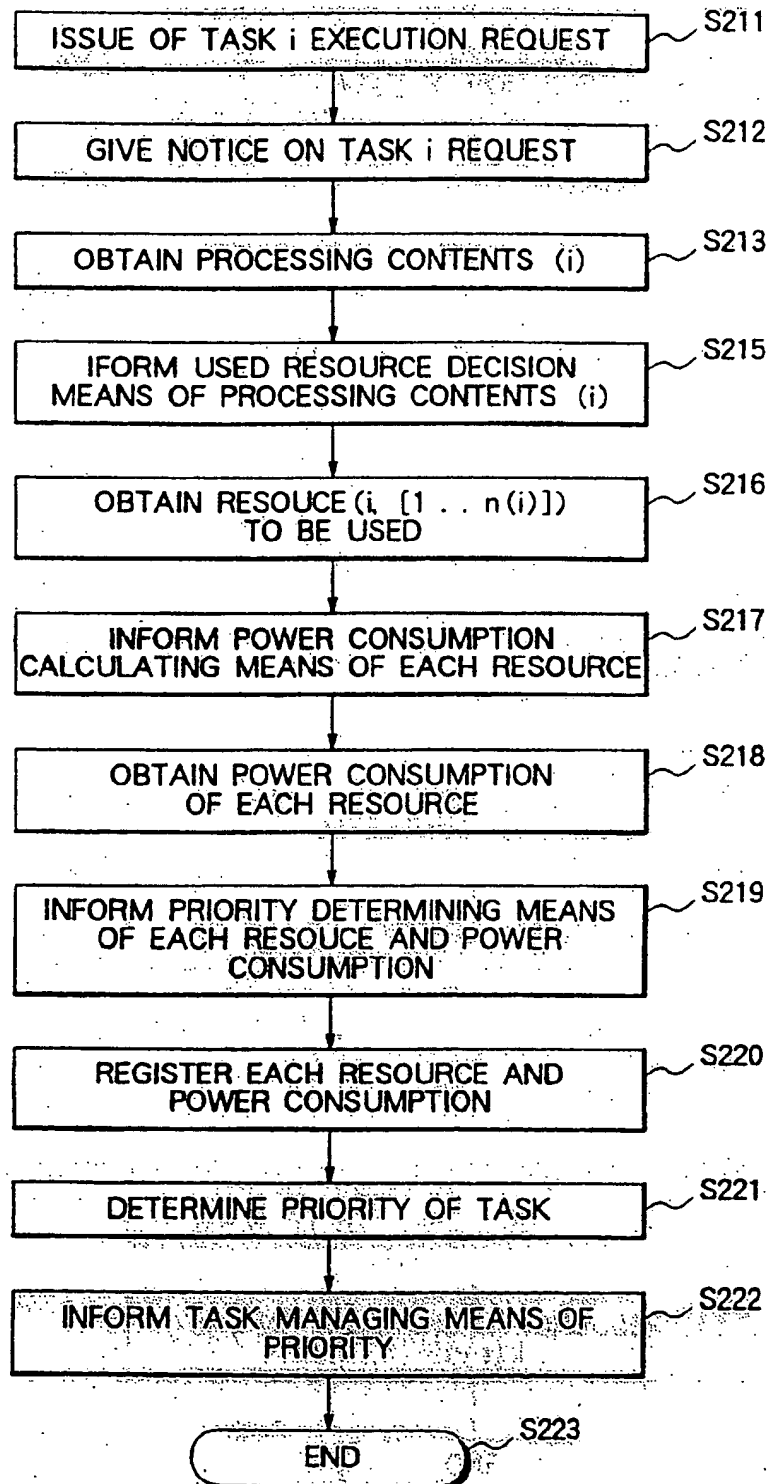 ISSUE OF TASK i EXECUTION REQUEST
S211
GIVE NOTICE ON TASK i REQUEST
S212
OBTAIN PROCESSING CONTENTS (i)
S213
IFORM USED RESOURCE DECISION
MEANS OF PROCESSING CONTENTS (i)
S215
OBTAIN RESOUCE (i, [1 . . n(i)])
TO BE USED
S216
INFORM POWER CONSUMPTION
CALCULATING MEANS OF EACH RESOURCE
S217
OBTAIN POWER CONSUMPTION
OF EACH RESOURCE
S218
INFORM PRIORITY DETERMINING MEANS
OF EACH RESOUCE AND POWER
CONSUMPTION
S219
REGISTER EACH RESOURCE AND
POWER CONSUMPTION
S220
DETERMINE PRIORITY OF TASK
S221
INFORM TASK MANAGING MEANS OF
PRIORITY
S222
END
S223